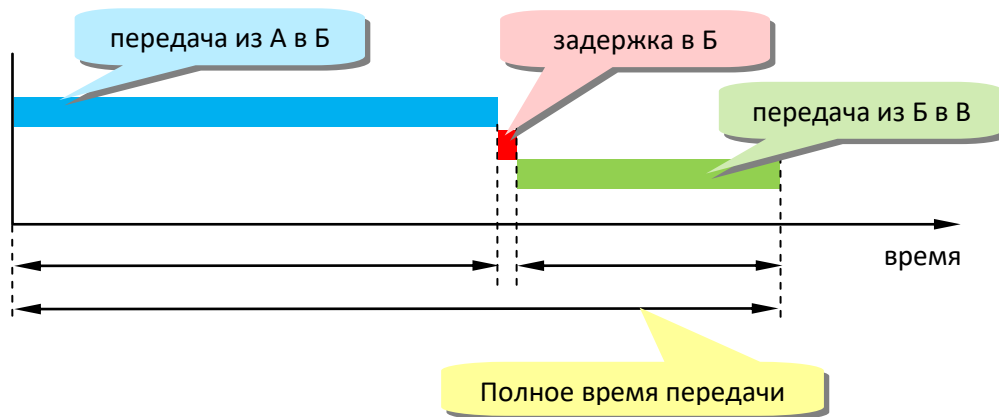 передача из А в Б
задержка в Б
передача из Б в В
время
Полное время передачи